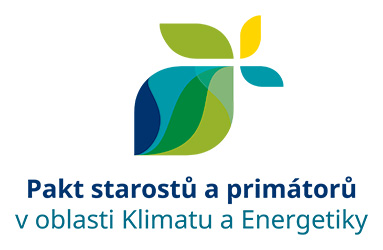 Pakt starostů a primátorů
v oblasti Klimatu a Energetiky